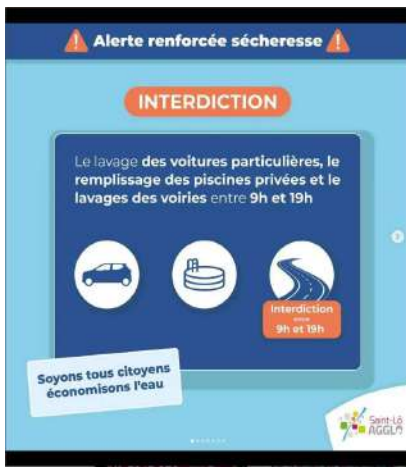 Alerte renforcée sécheresse
INTERDICTION
Le lavage des voitures particulières, le
remplissage des piscines privées et le
lavages des voiries entre 9h et 19h
Interdiction
entre
9h et 19h
Soyons tous citoyens
économisons l'eau
Saint-Lô
AGGLO